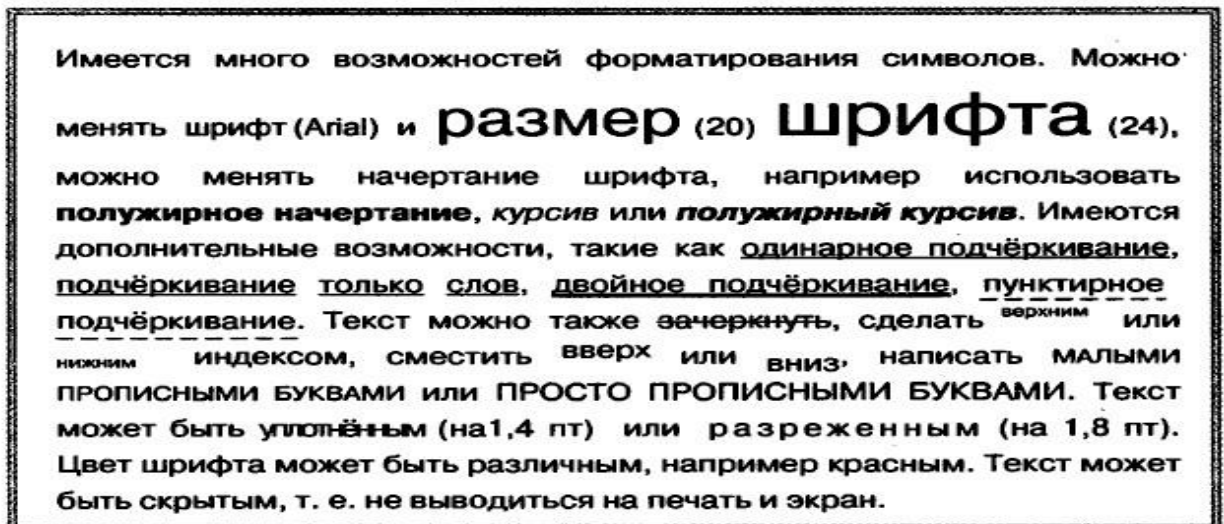 Имеется много возможностей форматирования символов. Можно
менять шрифт (Arial) и размер (20) шрифта (24),
можно менять начертание шрифта, например использовать
полужирное начертание, курсив или полужирный курсив. Имеются
дополнительные возможности, такие как одинарное подчёркивание,
подчёркивание только слов, двойное подчёркивание, пунктирное
подчёркивание. Текст можно также зачеркнуть, сделать верхним или
нижним индексом, сместить вверх или вниз, написать МАЛЫМИ
ПРОПИСНЫМИ БУКВАМИ или ПРОСТО ПРОПИСНЫМИ БУКВАМИ. Текст
может быть уплотнённым (на1,4 пт) или разреженным (на 1,8 пт).
Цвет шрифта может быть различным, например красным. Текст может
быть скрытым, т. е. не выводиться на печать и экран.